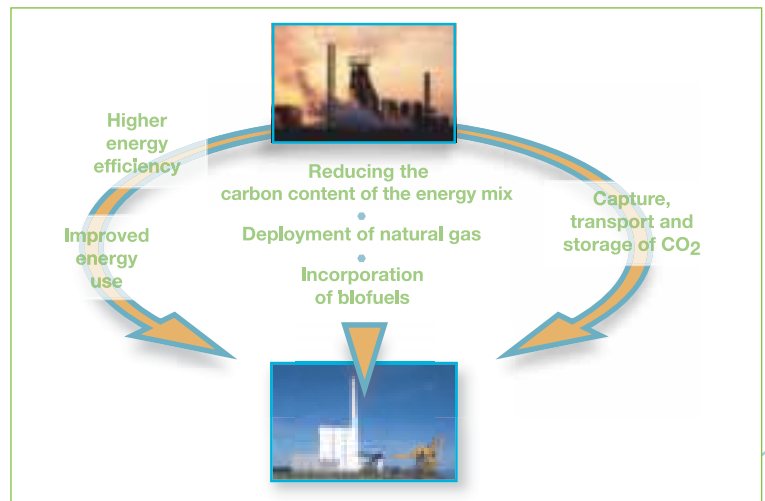 Higher
energy
efficiency
Improved
energy
use
Reducing the
carbon content of the energy mix
Deployment of natural gas
Incorporation
of biofuels
Capture,
transport and
storage of CO2